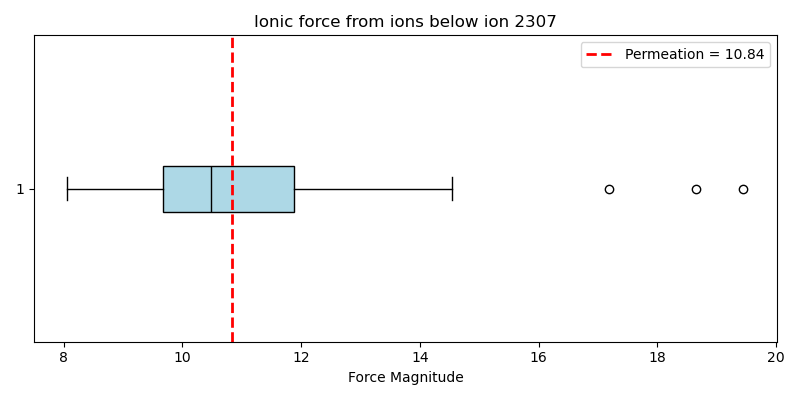 Ionic force from ions below ion 2307
Permeation = 10.84
1
8 10 12 14 16 18 20
Force Magnitude